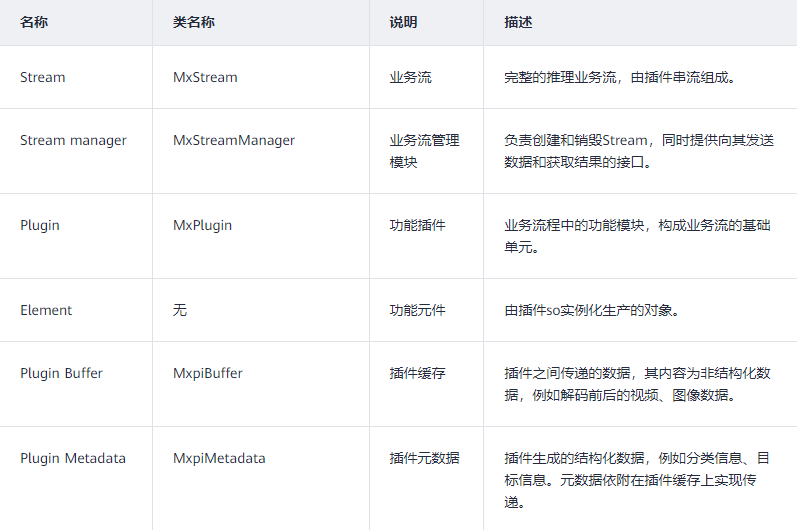 名称 类名称 说明 描述
Stream MxStream 业务流 完整的推理业务流，由插件串流组成。
Stream manager MxStreamManager 业务流管理 负责创建和销毁Stream，同时提供向其发送
模块 数据和获取结果的接口。
Plugin MxPlugin 功能插件 业务流程中的功能模块，构成业务流的基础
单元。
Element 无 功能元件 由插件so实例化生产的对象。
Plugin Buffer MxpiBuffer 插件缓存 插件之间传递的数据，其内容为非结构化数
据，例如解码前后的视频、图像数据。
Plugin Metadata MxpiMetadata 插件元数据 插件生成的结构化数据，例如分类信息、目
标信息。元数据依附在插件缓存上实现传
递。